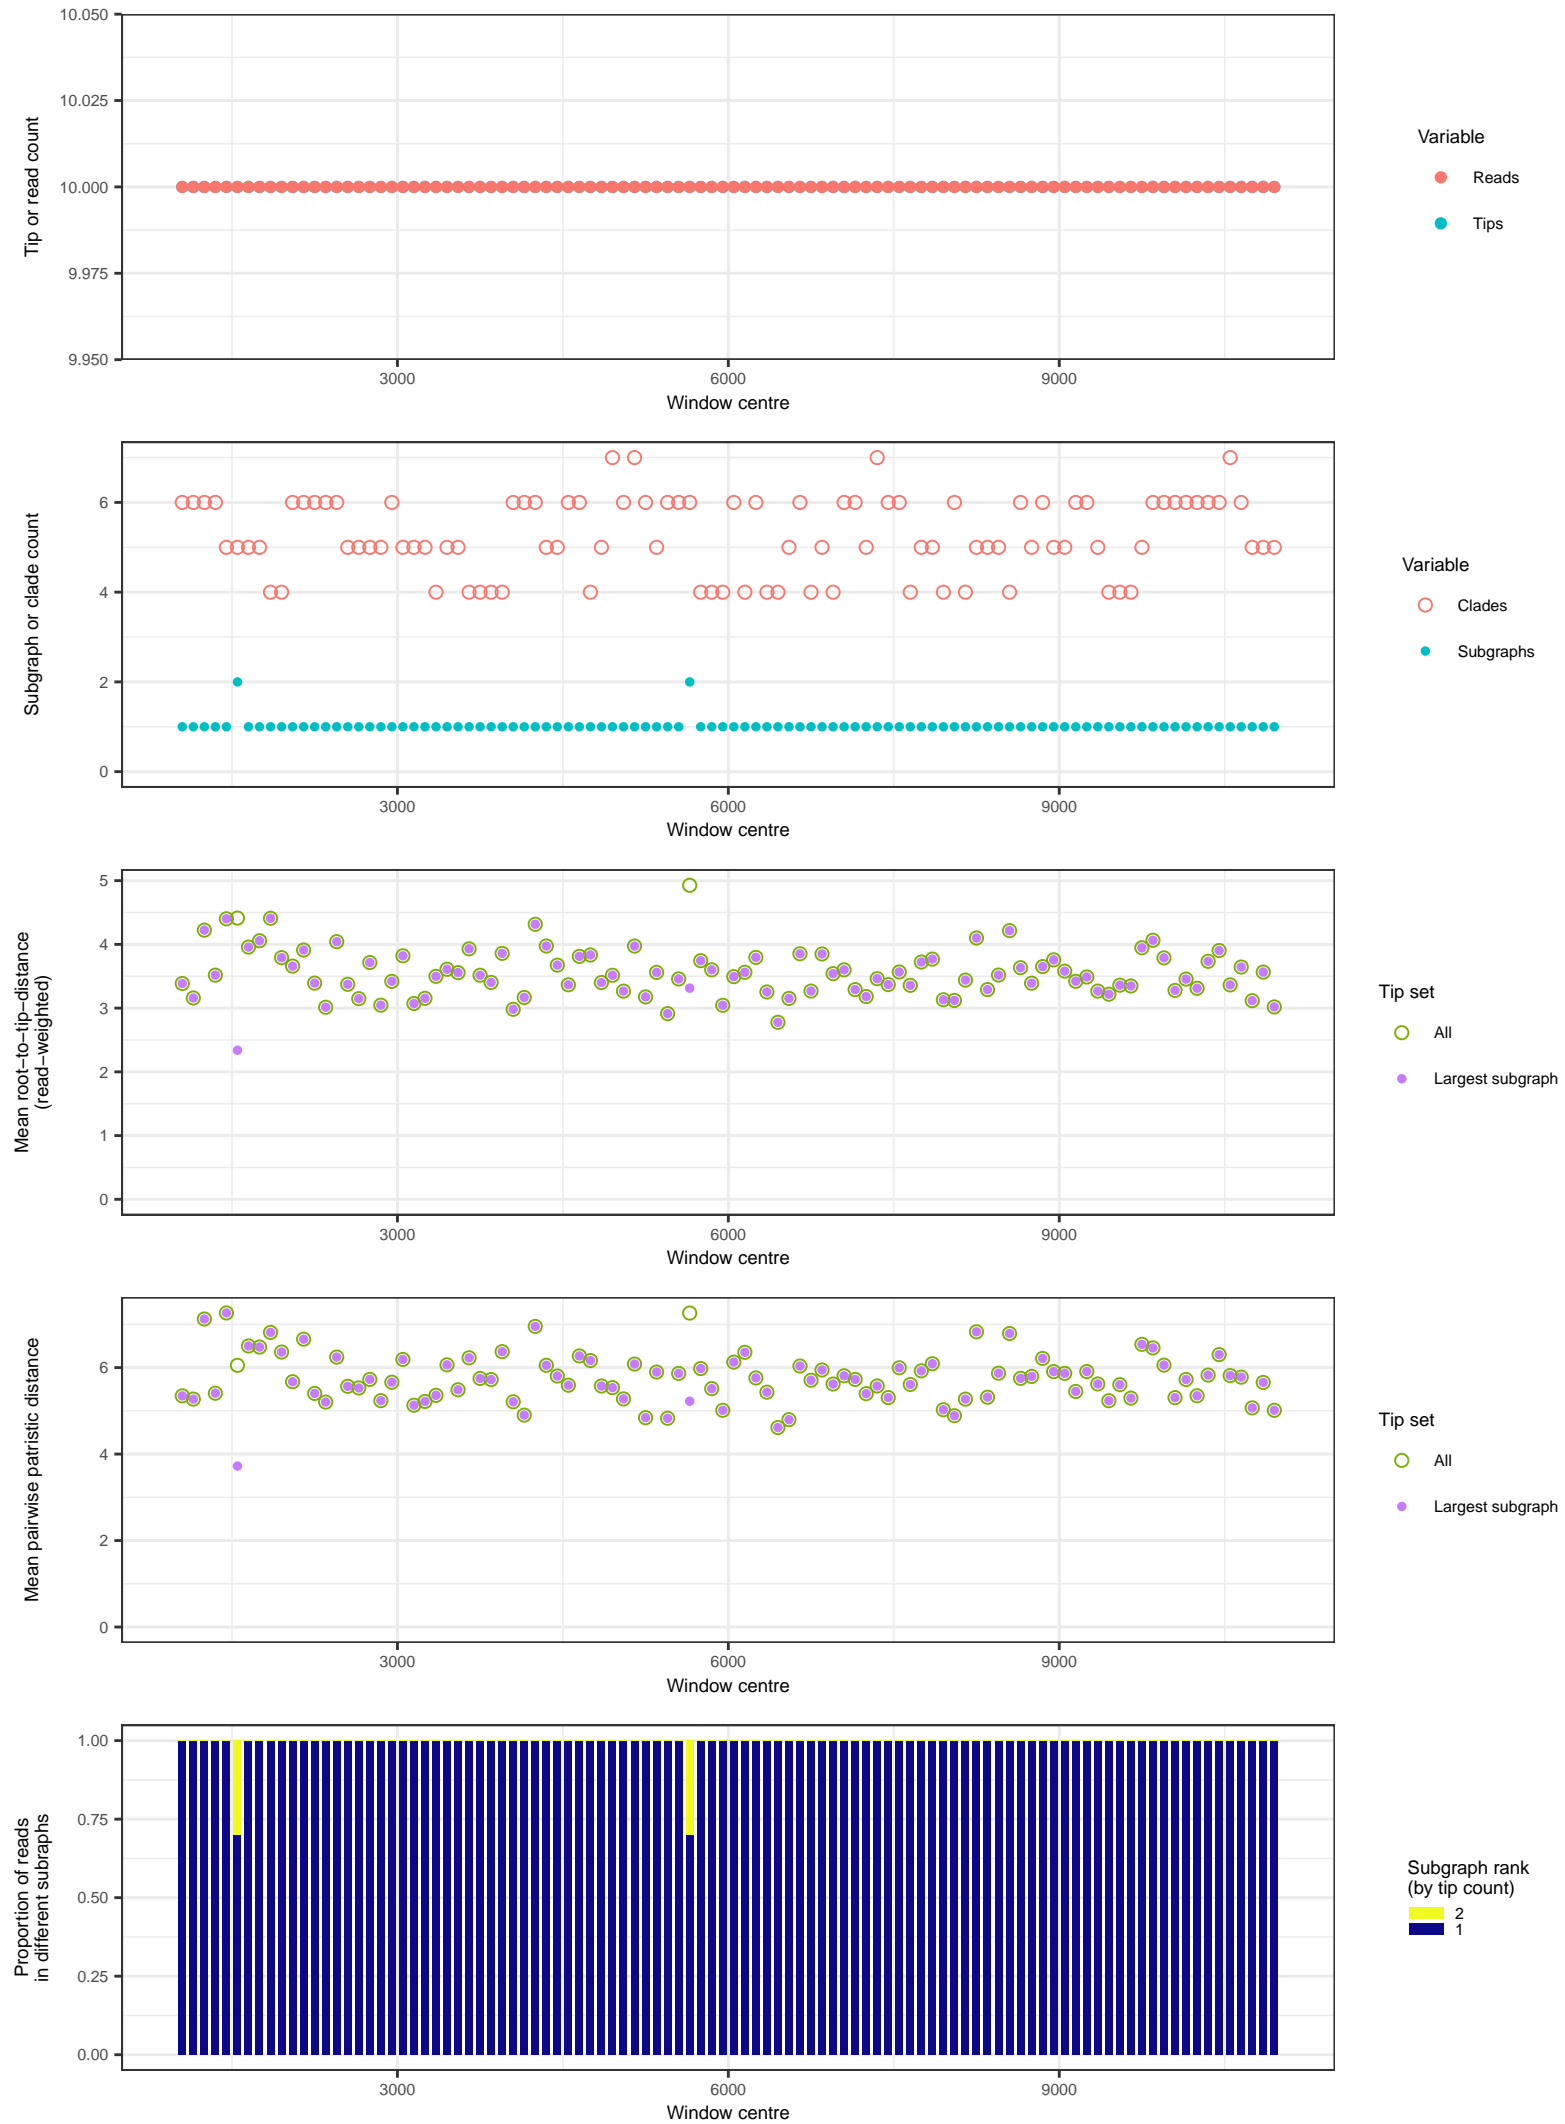 10.050
10.025
10.000
9.975
9.950
Tip or read count
3000 6000 9000
Window centre
Variable
Reads
Tips
6
4
2
0
Subgraph or clade count
3000 6000 9000
Window centre
Variable
Clades
Subgraphs
5
4
3
2
1
0
Mean root−to−tip−distance
(read−weighted)
3000 6000 9000
Window centre
Tip set
All
Largest subgraph
6
4
2
0
Mean pairwise patristic distance
3000 6000 9000
Window centre
Tip set
All
Largest subgraph
1.00
0.75
0.50
0.25
0.00
Proportion of reads
in different subraphs
3000 6000 9000
Window centre
Subgraph rank
(by tip count)
2
1